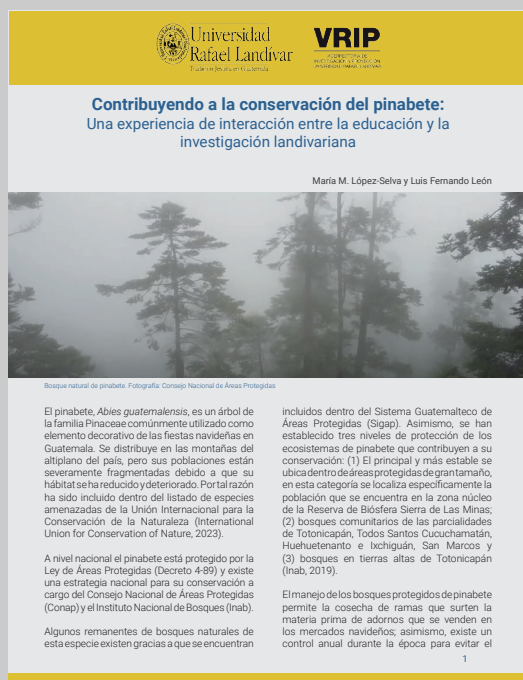 Universidad
Rafael Landívar
Tradición Jesuita en Guatemala
VRIP
VICERRECTORÍA DE
INVESTIGACIÓN Y PROYECCIÓN
UNIVERSIDAD RAFAEL LANDÍVAR
Contribuyendo a la conservación del pinabete:
Una experiencia de interacción entre la educación y la
investigación landivariana
María M. López-Selva y Luis Fernando León
Bosque natural de pinabete. Fotografía: Consejo Nacional de Áreas Protegidas
El pinabete, Abies guatemalensis, es un árbol de
la familia Pinaceae comúnmente utilizado como
elemento decorativo de las fiestas navideñas en
Guatemala. Se distribuye en las montañas del
altiplano del país, pero sus poblaciones están
severamente fragmentadas debido a que su
hábitat se ha reducido y deteriorado. Por tal razón
ha sido incluido dentro del listado de especies
amenazadas de la Unión Internacional para la
Conservación de la Naturaleza (International
Union for Conservation of Nature, 2023).
A nivel nacional el pinabete está protegido por la
Ley de Áreas Protegidas (Decreto 4-89) y existe
una estrategia nacional para su conservación a
cargo del Consejo Nacional de Áreas Protegidas
(Conap) y el Instituto Nacional de Bosques (Inab).
Algunos remanentes de bosques naturales de
esta especie existen gracias a que se encuentran
incluidos dentro del Sistema Guatemalteco de
Áreas Protegidas (Sigap). Asimismo, se han
establecido tres niveles de protección de los
ecosistemas de pinabete que contribuyen a su
conservación: (1) El principal y más estable se
ubica dentro de áreas protegidas de gran tamaño,
en esta categoría se localiza específicamente la
población que se encuentra en la zona núcleo
de la Reserva de Biósfera Sierra de Las Minas;
(2) bosques comunitarios de las parcialidades
de Totonicapán, Todos Santos Cucuchamatán,
Huehuetenanto e Ixchiguán, San Marcos y
(3) bosques en tierras altas de Totonicapán
(Inab, 2019).
El manejo de los bosques protegidos de pinabete
permite la cosecha de ramas que surten la
materia prima de adornos que se venden en
los mercados navideños; asimismo, existe un
control anual durante la época para evitar el
1